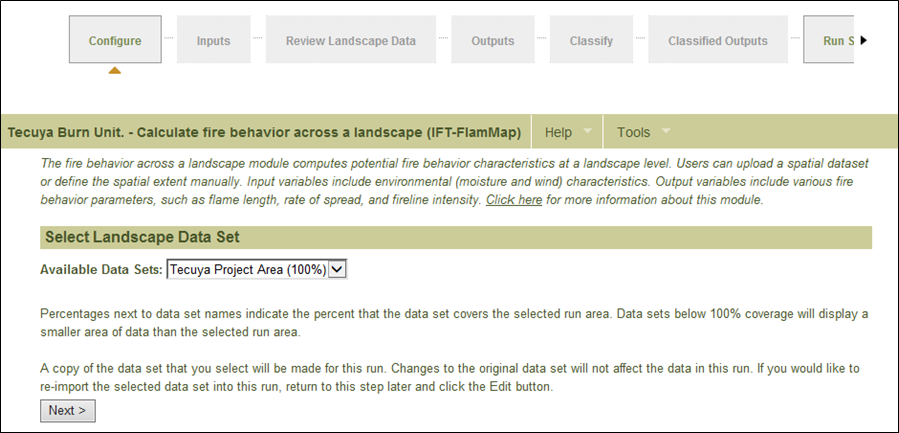 Configure Inputs Review Landscape Data Outputs Classify Classified Outputs Run S
Tecuya Burn Unit. - Calculate fire behavior across a landscape (IFT-FlamMap) Help Tools
The fire behavior across a landscape module computes potential fire behavior characteristics at a landscape level. Users can upload a spatial dataset
or define the spatial extent manually. Input variables include environmental (moisture and wind) characteristics. Output variables include various fire
behavior parameters, such as flame length, rate of spread, and fireline intensity. Click here for more information about this module.
Select Landscape Data Set
Available Data Sets: Tecuya Project Area (100%)
Percentages next to data set names indicate the percent that the data set covers the selected run area. Data sets below 100% coverage will display a
smaller area of data than the selected run area.
A copy of the data set that you select will be made for this run. Changes to the original data set will not affect the data in this run. If you would like to
re-import the selected data set into this run, return to this step later and click the Edit button.
Next >